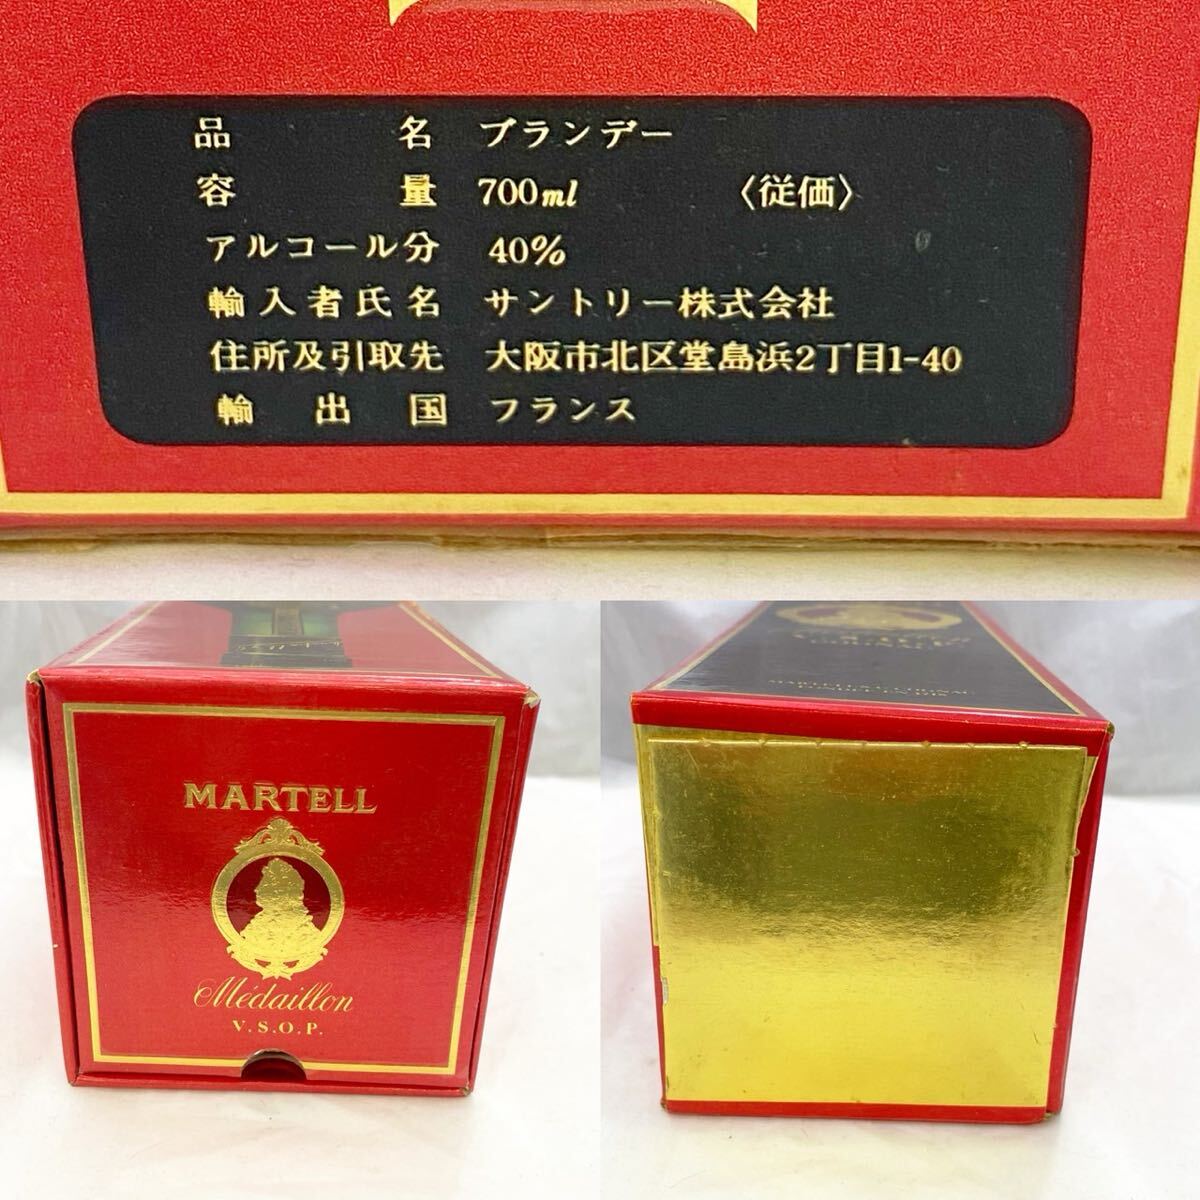 品名 ブランデー
容量 700ml 〈従価〉
アルコール分 40%
輸入者氏名 サントリー株式会社
住所及引取先 大阪市北区堂島浜2丁目1-40
輸出国 フランス
MARTELL
Médaillon
V.S.O.P.